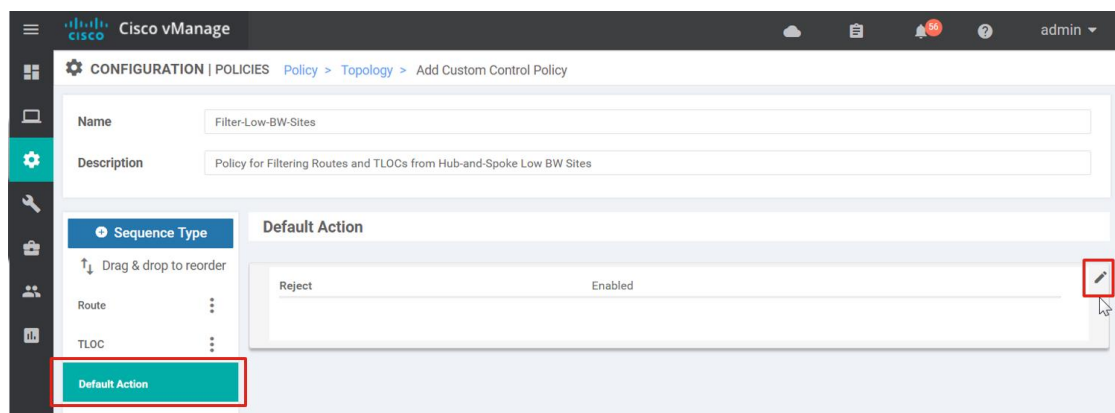 cisco Cisco vManage 56 admin
CONFIGURATION | POLICIES Policy > Topology > Add Custom Control Policy
Name Filter-Low-BW-Sites
Description Policy for Filtering Routes and TLOCs from Hub-and-Spoke Low BW Sites
Sequence Type
Drag & drop to reorder
Route
TLOC
Default Action
Default Action
Reject Enabled